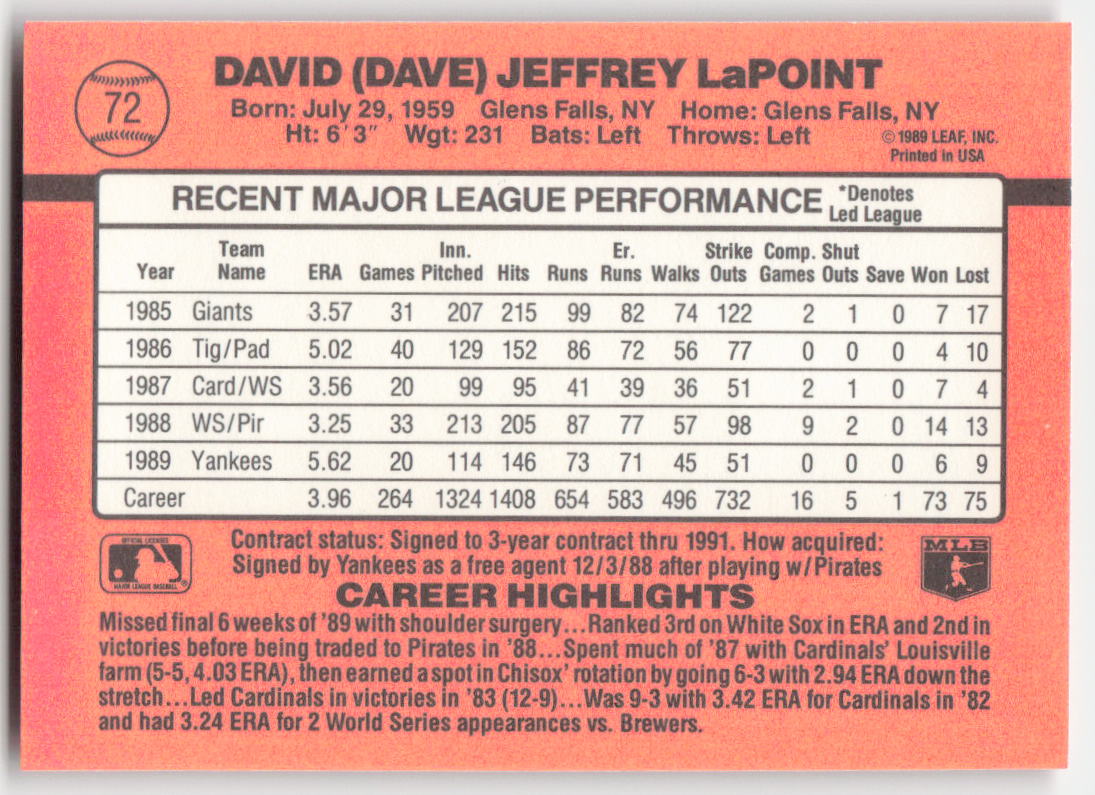 72
DAVID (DAVE) JEFFREY LaPOINT
Born: July 29, 1959 Glens Falls, NY Home: Glens Falls, NY
Ht: 6'3" Wgt: 231 Bats: Left Throws: Left
© 1989 LEAF, INC.
Printed in USA
RECENT MAJOR LEAGUE PERFORMANCE *Denotes Led League
Year Team Name ERA Games Inn. Pitched Hits Runs Er. Runs Walks Strike Outs Comp. Games Shut Outs Save Won Lost
1985 Giants 3.57 31 207 215 99 82 74 122 2 1 0 7 17
1986 Tig/Pad 5.02 40 129 152 86 72 56 77 0 0 0 4 10
1987 Card/WS 3.56 20 99 95 41 39 36 51 2 1 0 7 4
1988 WS/Pir 3.25 33 213 205 87 77 57 98 9 2 0 14 13
1989 Yankees 5.62 20 114 146 73 71 45 51 0 0 0 6 9
Career 3.96 264 1324 1408 654 583 496 732 16 5 1 73 75
OFFICIAL LICENSEE
MAJOR LEAGUE BASEBALL ®
Contract status: Signed to 3-year contract thru 1991. How acquired:
Signed by Yankees as a free agent 12/3/88 after playing w/Pirates
MLB
CAREER HIGHLIGHTS
Missed final 6 weeks of '89 with shoulder surgery...Ranked 3rd on White Sox in ERA and 2nd in
victories before being traded to Pirates in '88...Spent much of '87 with Cardinals' Louisville
farm (5-5, 4.03 ERA), then earned a spot in Chisox' rotation by going 6-3 with 2.94 ERA down the
stretch...Led Cardinals in victories in '83 (12-9)...Was 9-3 with 3.42 ERA for Cardinals in '82
and had 3.24 ERA for 2 World Series appearances vs. Brewers.